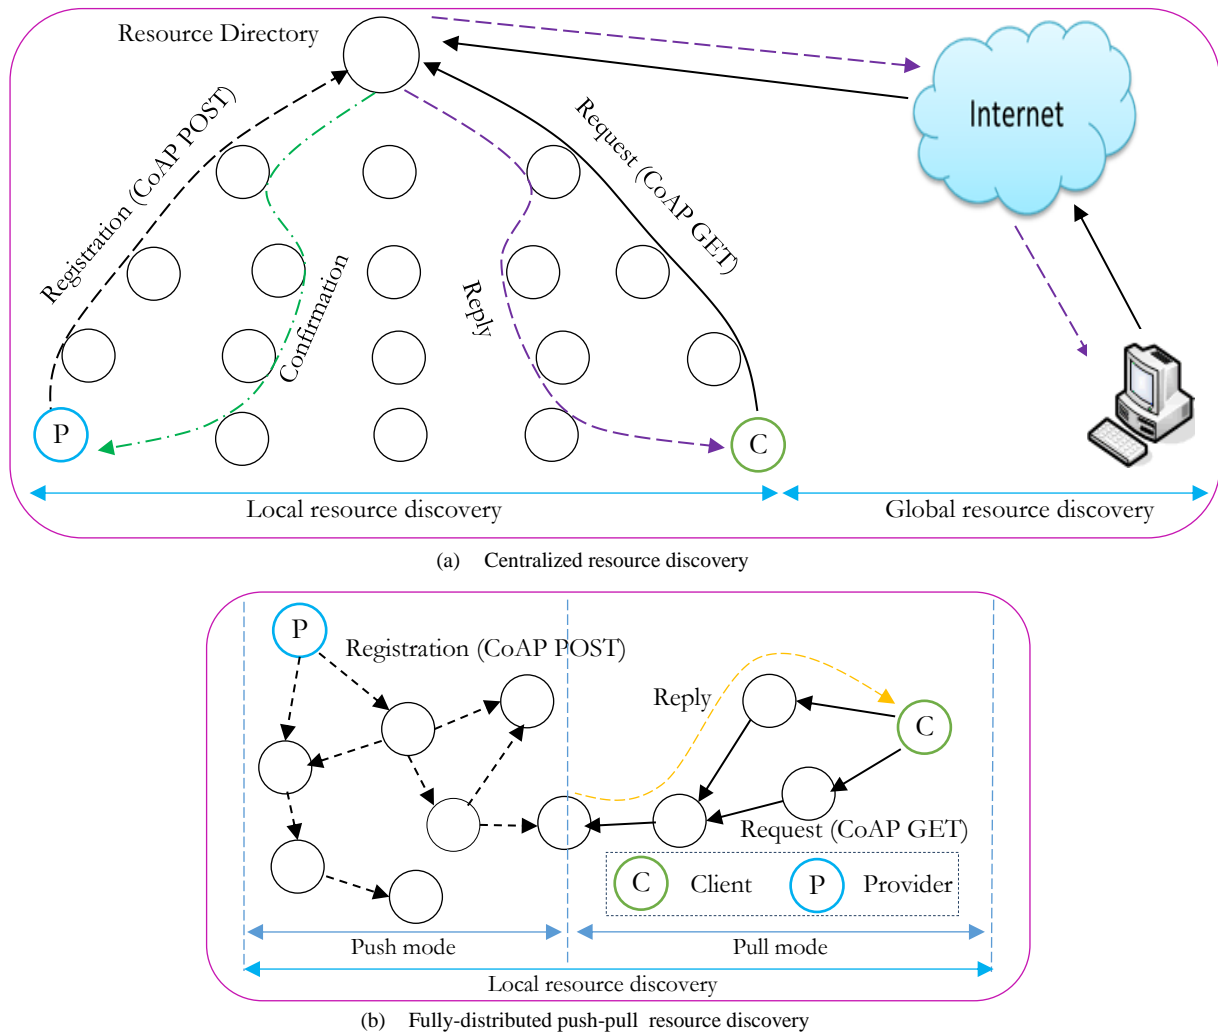 Resource Directory
Internet
Registration (CoAP POST)
Request (CoAP GET)
Confirmation
Reply
P
C
Local resource discovery
Global resource discovery
(a) Centralized resource discovery
P
Registration (CoAP POST)
Reply
C
Request (CoAP GET)
C Client P Provider
Push mode
Pull mode
Local resource discovery
(b) Fully-distributed push-pull resource discovery